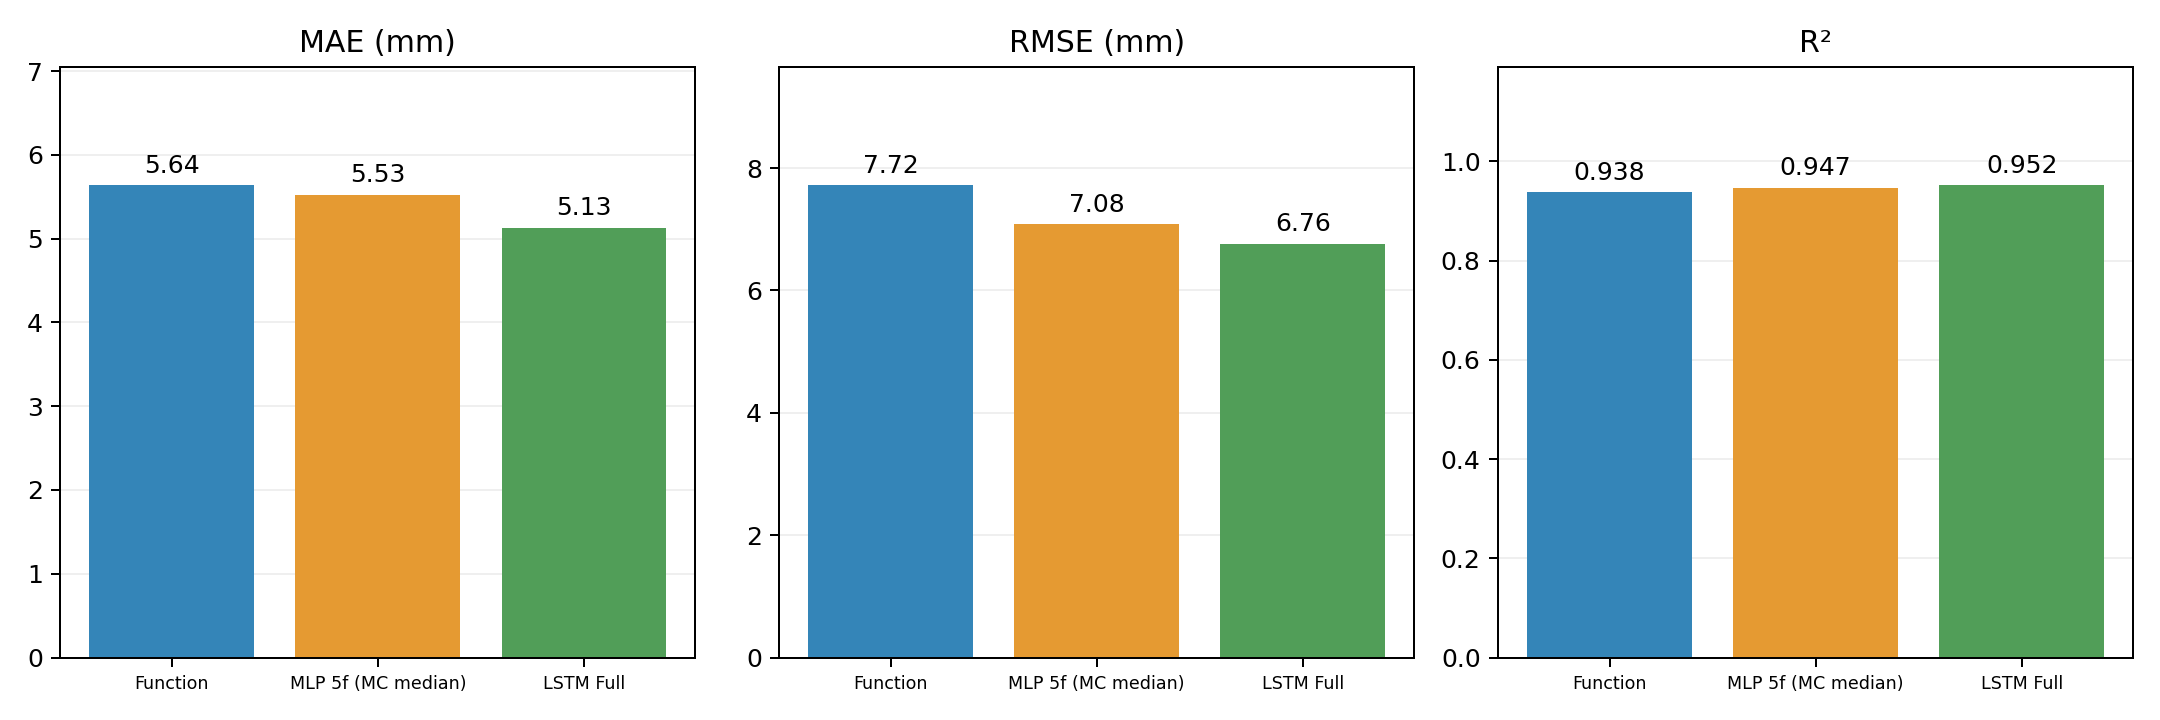 MAE (mm)
7
6
5
4
3
2
1
0
5.64
5.53
5.13
Function
MLP 5f (MC median)
LSTM Full
RMSE (mm)
8
6
4
2
0
7.72
7.08
6.76
Function
MLP 5f (MC median)
LSTM Full
R²
1.0
0.8
0.6
0.4
0.2
0.0
0.938
0.947
0.952
Function
MLP 5f (MC median)
LSTM Full